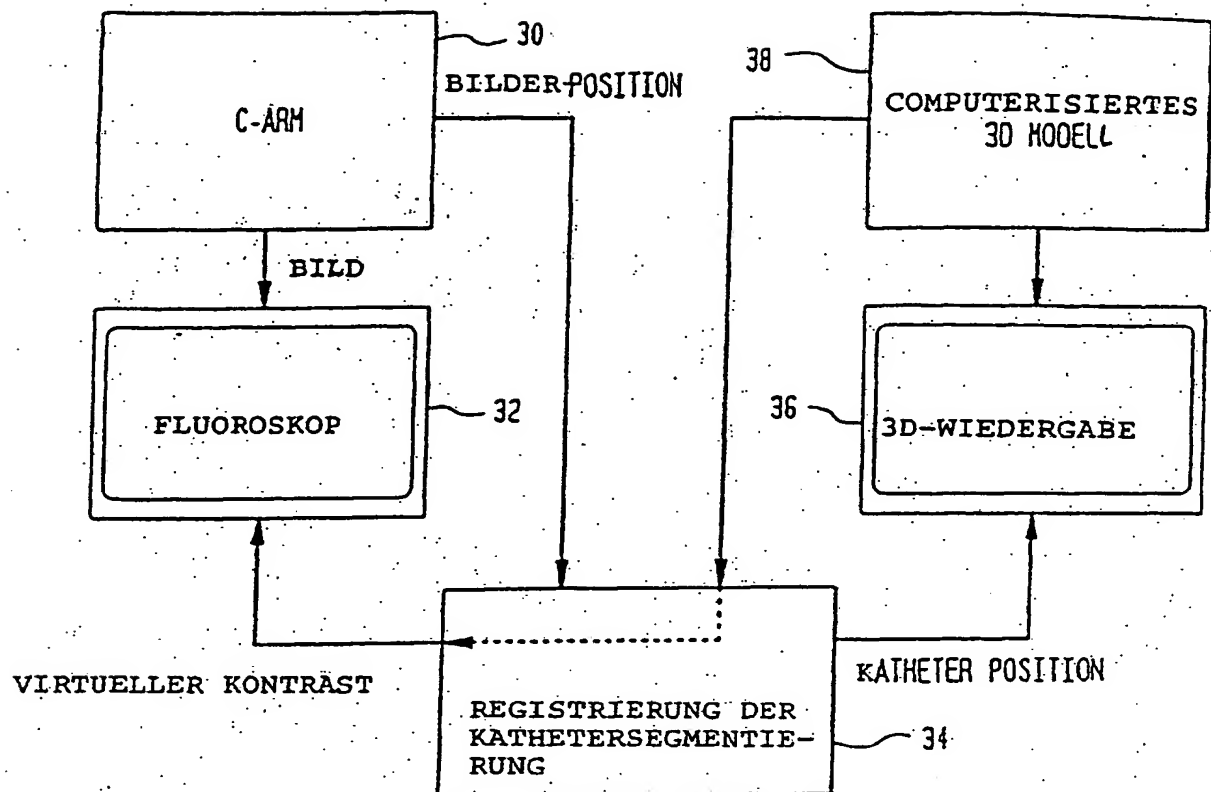 30
BILDER-POSITION
C-ARM
38
COMPUTERISIERTES
3D MODELL
BILD
FLUOROSKOP
32
36
3D-WIEDERGABE
VIRTUELLER KONTRAST
KATHETER POSITION
REGISTRIERUNG DER
KATHETERSEGMENTIE-
RUNG
34